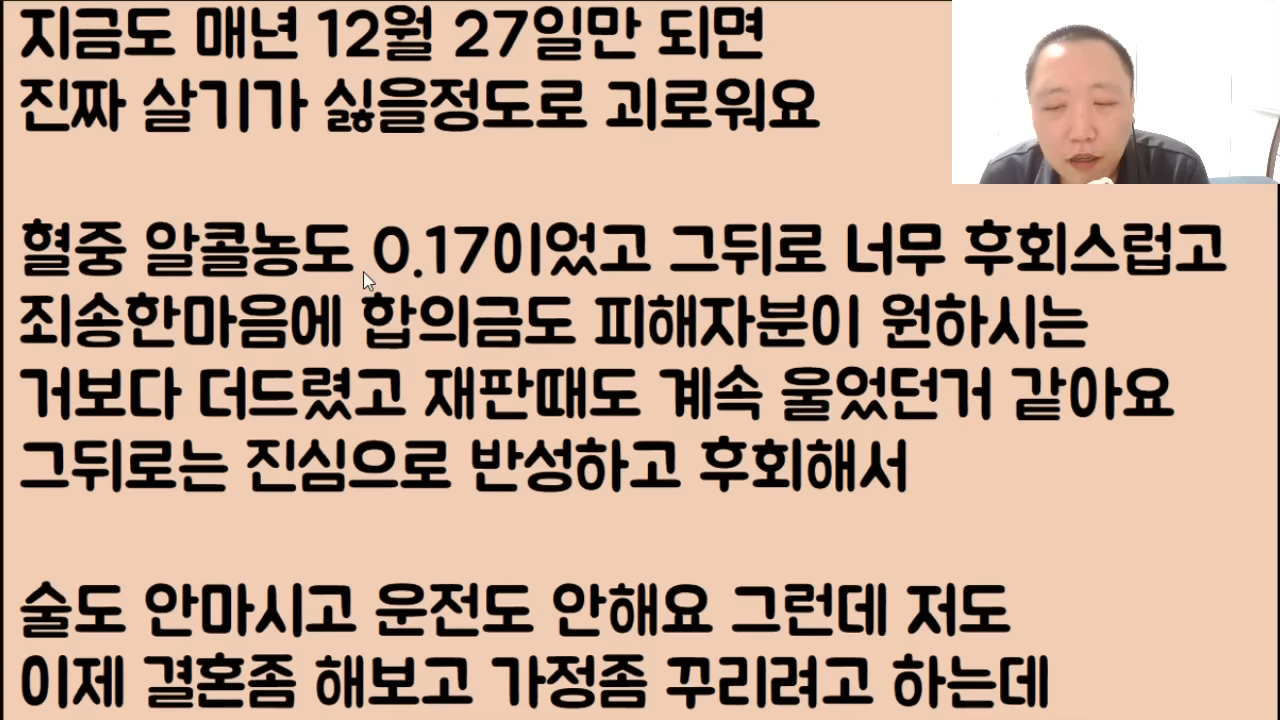 지금도 매년 12월 27일만 되면
진짜 살기가 싫을정도로 괴로워요
혈중 알콜농도 0.17이었고 그뒤로 너무 후회스럽고
죄송한마음에 합의금도 피해자분이 원하시는
거보다 더드렸고 재판때도 계속 울었던거 같아요
그뒤로는 진심으로 반성하고 후회해서
술도 안마시고 운전도 안해요 그런데 저도
이제 결혼좀 해보고 가정좀 꾸리려고 하는데